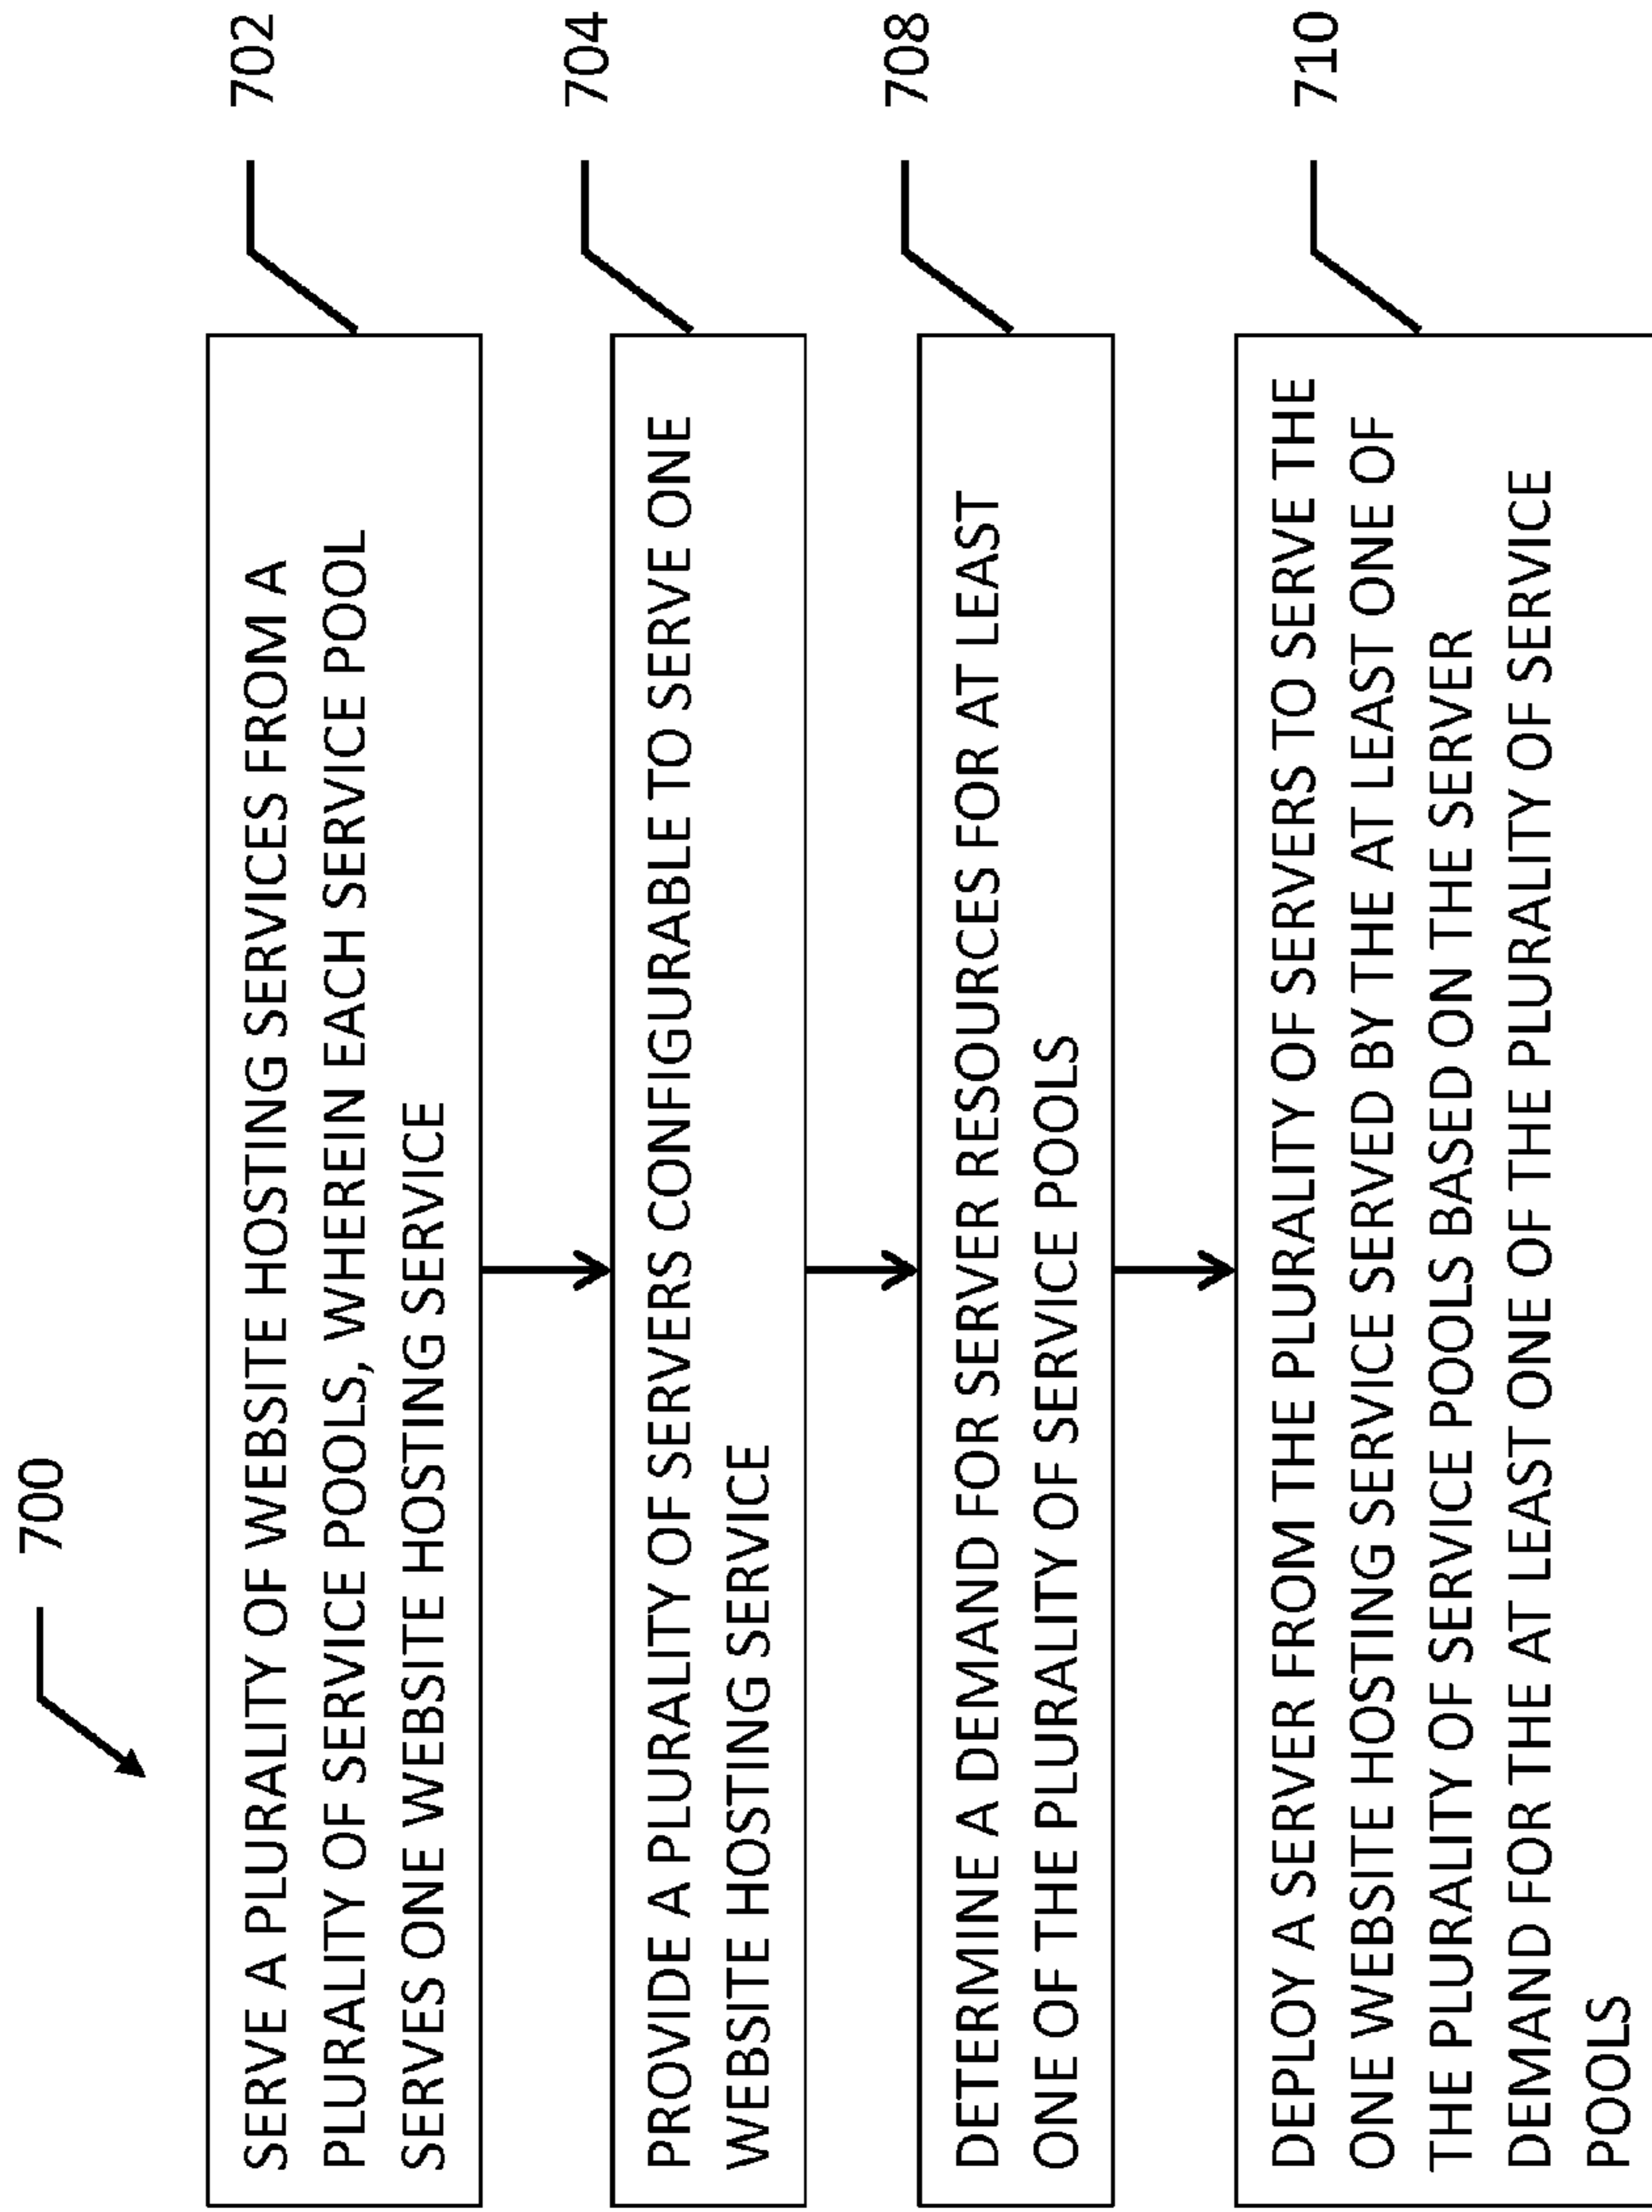 700
702
SERVE A PLURALITY OF WEBSITE HOSTING SERVICES FROM A
PLURALITY OF SERVICE POOLS, WHEREIN EACH SERVICE POOL
SERVES ONE WEBSITE HOSTING SERVICE
704
PROVIDE A PLURALITY OF SERVERS CONFIGURABLE TO SERVE ONE
WEBSITE HOSTING SERVICE
708
DETERMINE A DEMAND FOR SERVER RESOURCES FOR AT LEAST
ONE OF THE PLURALITY OF SERVICE POOLS
710
DEPLOY A SERVER FROM THE PLURALITY OF SERVERS TO SERVE THE
ONE WEBSITE HOSTING SERVICE SERVED BY THE AT LEAST ONE OF
THE PLURALITY OF SERVICE POOLS BASED ON THE SERVER
DEMAND FOR THE AT LEAST ONE OF THE PLURALITY OF SERVICE
POOLS